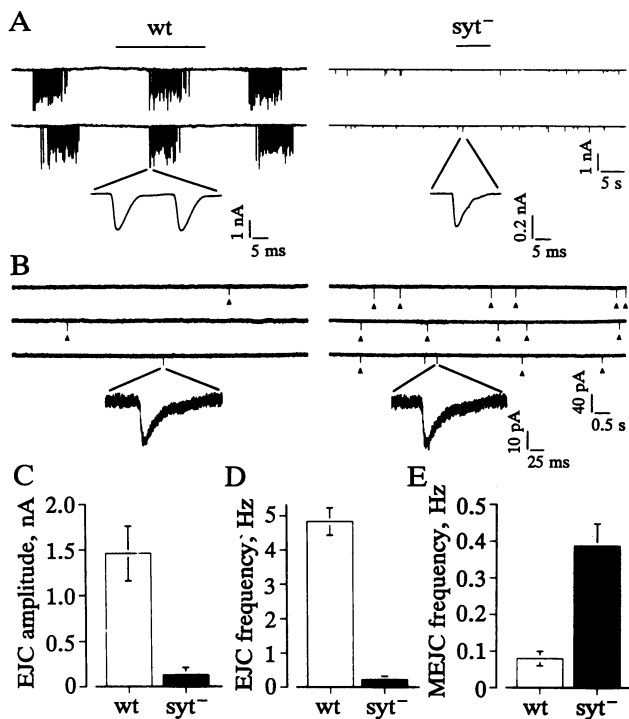 A
wt
syt⁻
1 nA
5 s
1 nA
5 ms
0.2 nA
5 ms
B
40 pA
0.5 s
10 pA
25 ms
C
D
E
EJC amplitude, nA
2.0
1.5
1.0
0.5
0
wt
syt⁻
EJC frequency, Hz
5
4
3
2
1
0
wt
syt⁻
MEJC frequency, Hz
0.5
0.4
0.3
0.2
0.1
0
wt
syt⁻